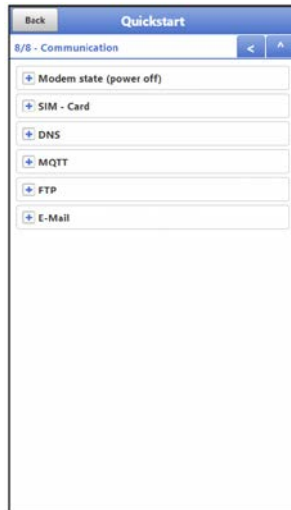 Back
Quickstart
8/8 - Communication
<
^
Modem state (power off)
SIM - Card
DNS
MQTT
FTP
E-Mail